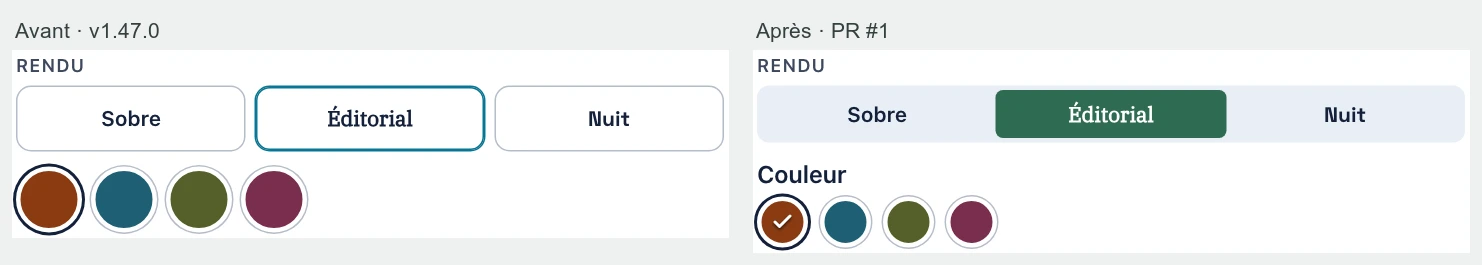 Avant · v1.47.0
RENDU
Sobre
Éditorial
Nuit
Après · PR #1
RENDU
Sobre
Éditorial
Nuit
Couleur